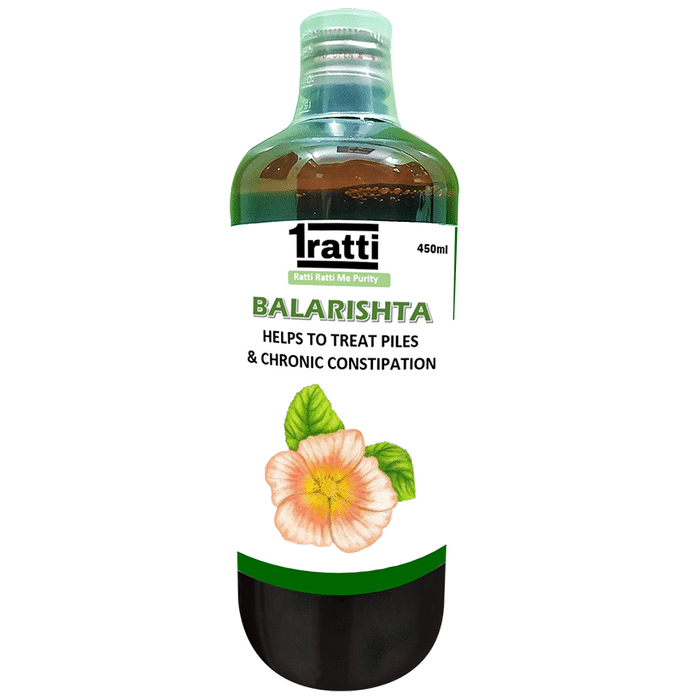 1ratti
450ml
Ratti Ratti Me Purity
BALARISHTA
HELPS TO TREAT PILES
& CHRONIC CONSTIPATION